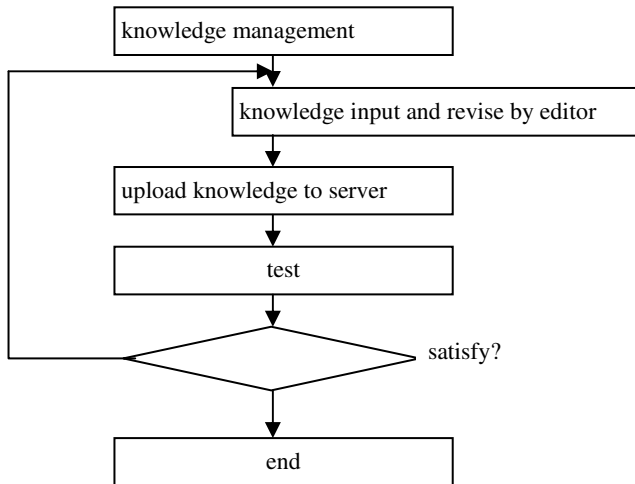 knowledge management
knowledge input and revise by editor
upload knowledge to server
test
satisfy?
end